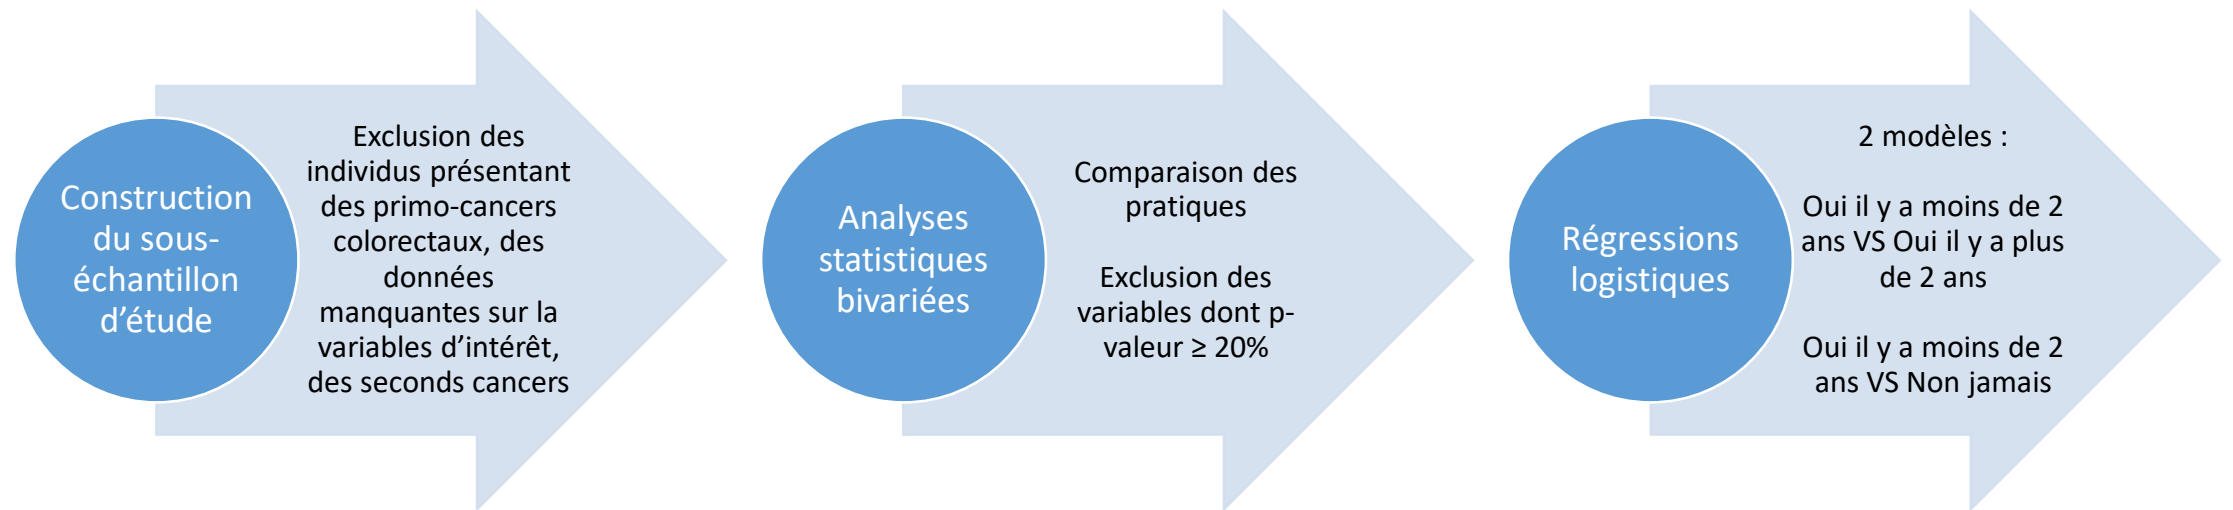 Construction
du sous-
échantillon
d’étude
Exclusion des
individus présentant
des primo-cancers
colorectaux, des
données
manquantes sur la
variables d’intérêt,
des seconds cancers
Analyses
statistiques
bivariées
Comparaison des
pratiques
Exclusion des
variables dont p-
valeur ≥ 20%
Régressions
logistiques
2 modèles :
Oui il y a moins de 2
ans VS Oui il y a plus
de 2 ans
Oui il y a moins de 2
ans VS Non jamais